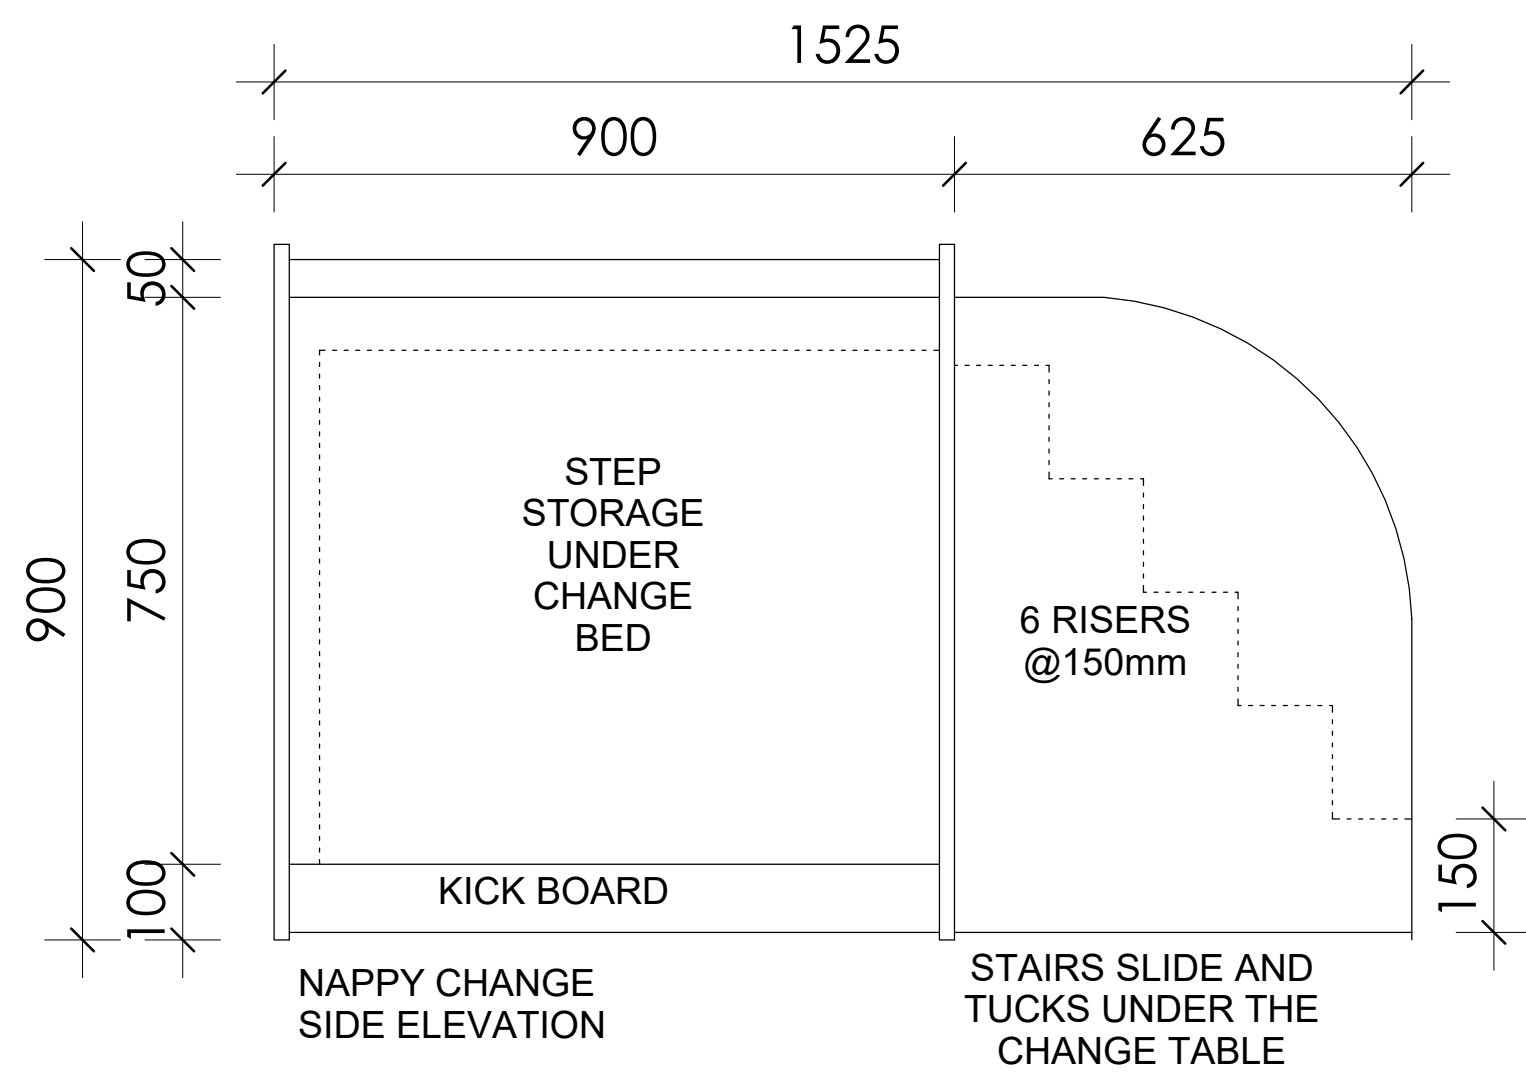 1525
900
625
50
900
750
100
STEP
STORAGE
UNDER
CHANGE
BED
6 RISERS
@150mm
150
KICK BOARD
NAPPY CHANGE
SIDE ELEVATION
STAIRS SLIDE AND
TUCKS UNDER THE
CHANGE TABLE